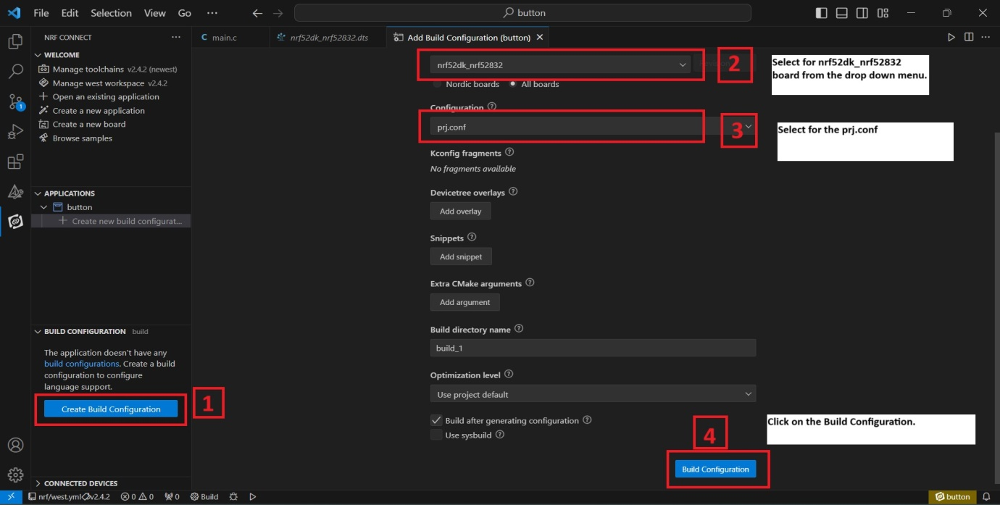 File Edit Selection View Go ··· button
NRF CONNECT ···
WELCOME
Manage toolchains v2.4.2 (newest)
Manage west workspace v2.4.2
Open an existing application
Create a new application
Create a new board
Browse samples
APPLICATIONS
button
Create new build configurat...
BUILD CONFIGURATION build
The application doesn't have any
build configurations. Create a build
configuration to configure
language support.
Create Build Configuration
1
CONNECTED DEVICES
main.c
nrf52dk_nrf52832.dts
Add Build Configuration (button)
nrf52dk_nrf52832
2
Select for nrf52dk_nrf52832
board from the drop down menu.
Nordic boards All boards
Configuration
prj.conf
3
Select for the prj.conf
Kconfig fragments
No fragments available
Devicetree overlays
Add overlay
Snippets
Add snippet
Extra CMake arguments
Add argument
Build directory name
build_1
Optimization level
Use project default
Build after generating configuration
Use sysbuild
4
Click on the Build Configuration.
Build Configuration
nrf/west.yml v2.4.2 0 0 0 Build button